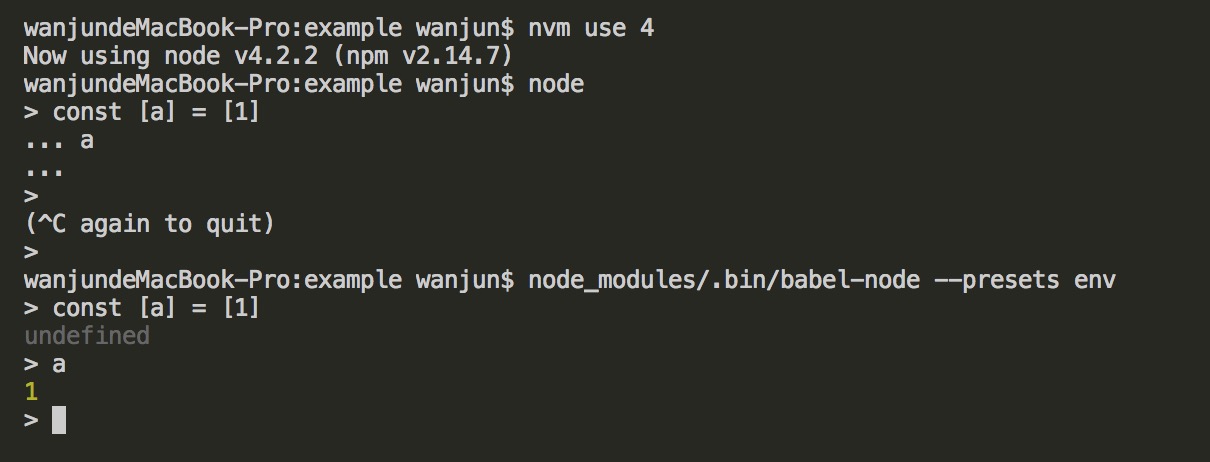 wanjundeMacBook-Pro:example wanjun$ nvm use 4
Now using node v4.2.2 (npm v2.14.7)
wanjundeMacBook-Pro:example wanjun$ node
> const [a] = [1]
... a
...
>
(^C again to quit)
>
wanjundeMacBook-Pro:example wanjun$ node_modules/.bin/babel-node --presets env
> const [a] = [1]
undefined
> a
1
>